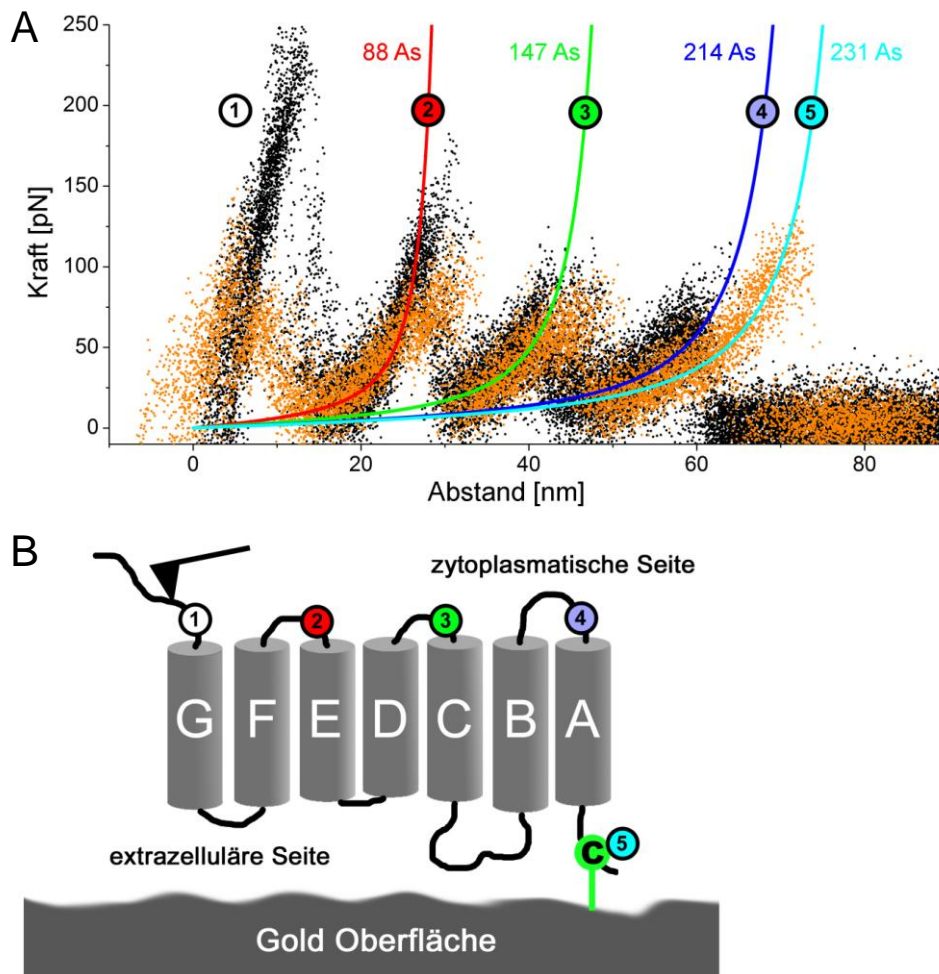 A
Kraft [pN]
250
200
150
100
50
0
88 As
147 As
214 As
231 As
1
2
3
4
5
0
20
40
60
80
Abstand [nm]
B
zytoplasmatische Seite
1
2
3
4
G
F
E
D
C
B
A
extrazelluläre Seite
C
5
Gold Oberfläche